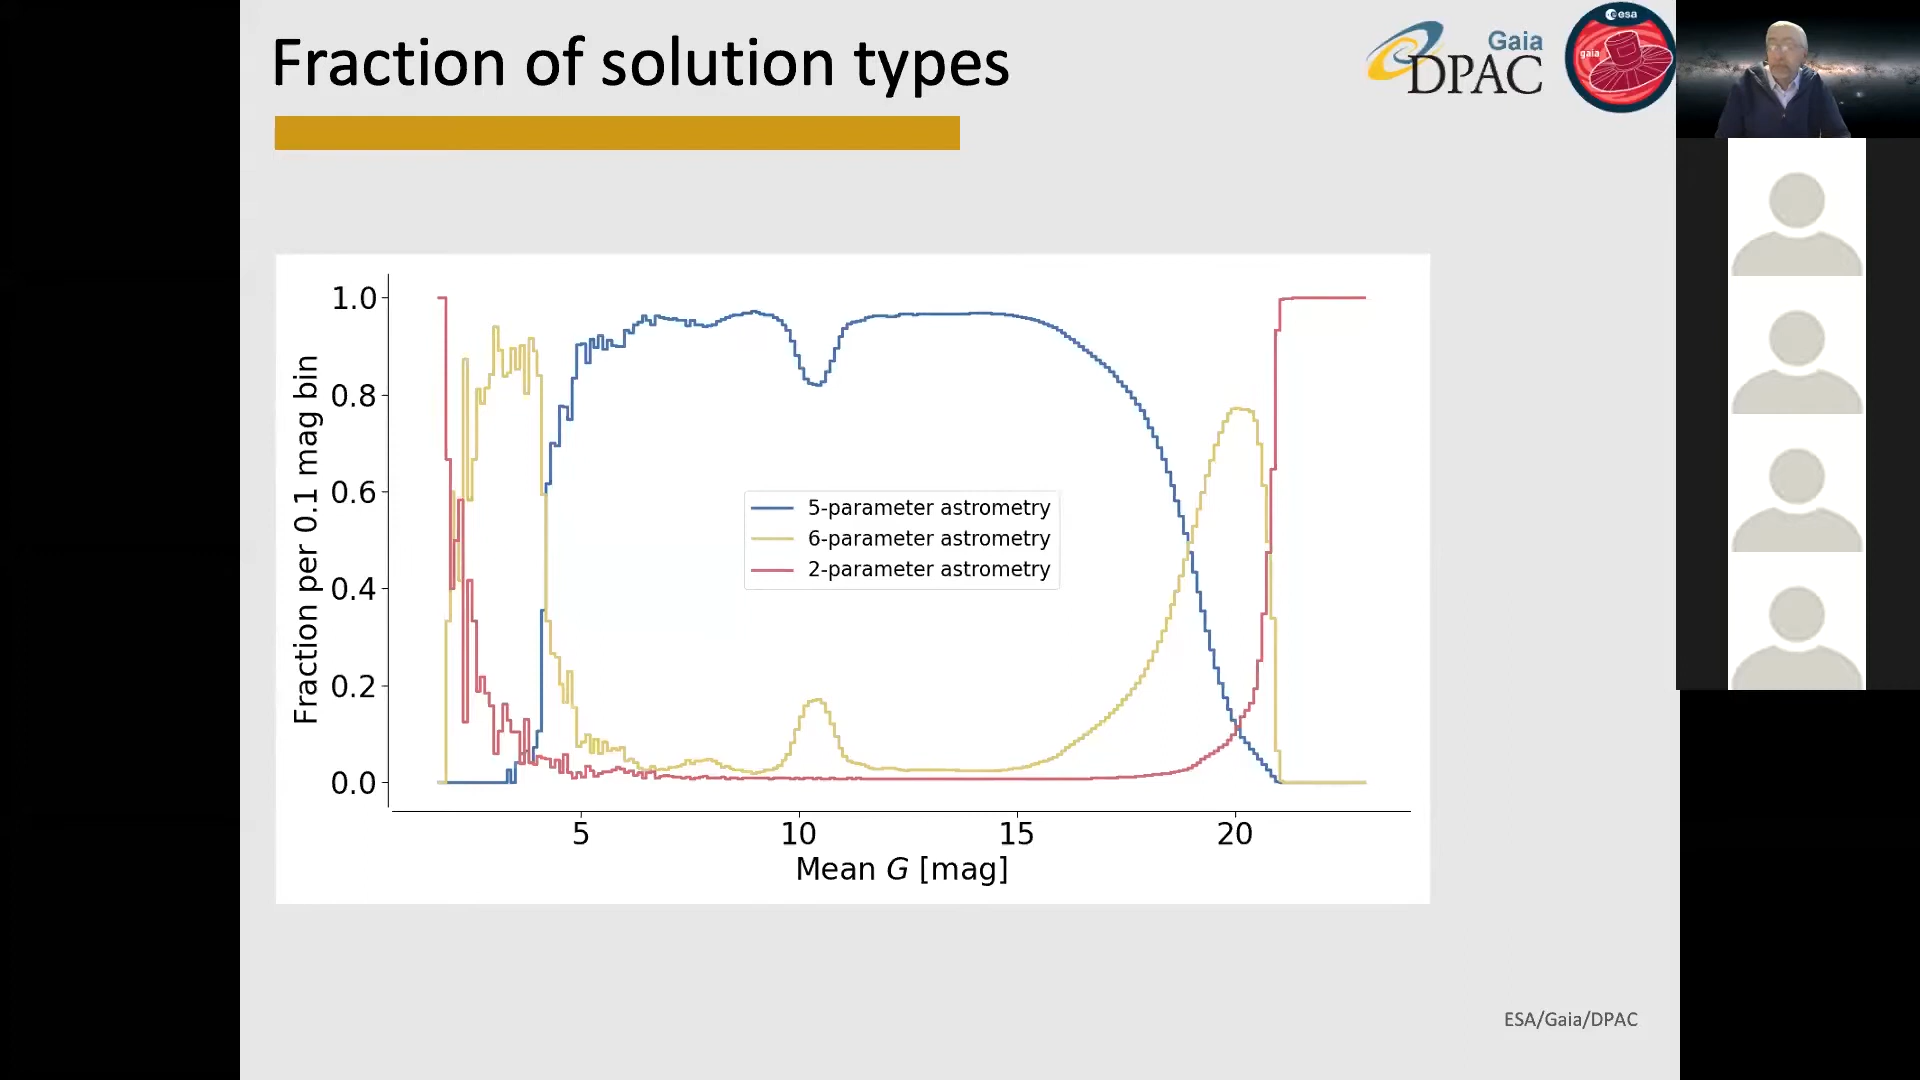 Fraction of solution types
Gaia
DPAC
esa
gaia
Fraction per 0.1 mag bin
1.0
0.8
0.6
0.4
0.2
0.0
5-parameter astrometry
6-parameter astrometry
2-parameter astrometry
5 10 15 20
Mean G [mag]
ESA/Gaia/DPAC